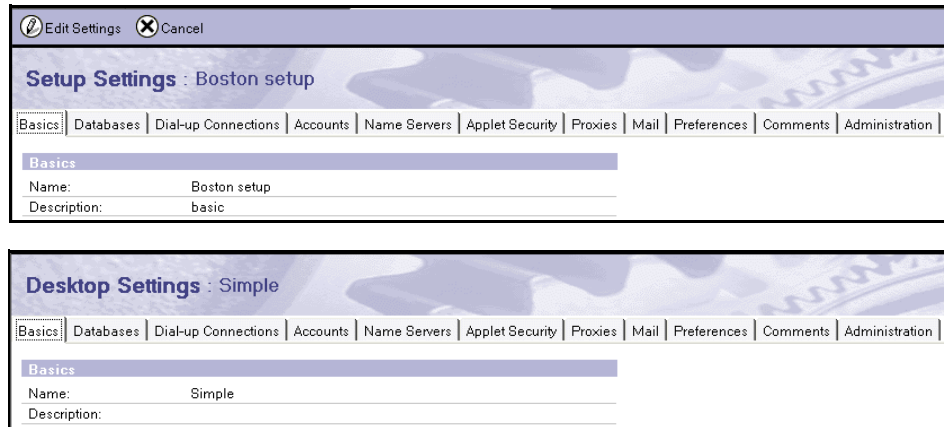 Edit Settings Cancel
Setup Settings : Boston setup
Basics Databases Dial-up Connections Accounts Name Servers Applet Security Proxies Mail Preferences Comments Administration
Basics
Name: Boston setup
Description: basic
Desktop Settings : Simple
Basics Databases Dial-up Connections Accounts Name Servers Applet Security Proxies Mail Preferences Comments Administration
Basics
Name: Simple
Description: